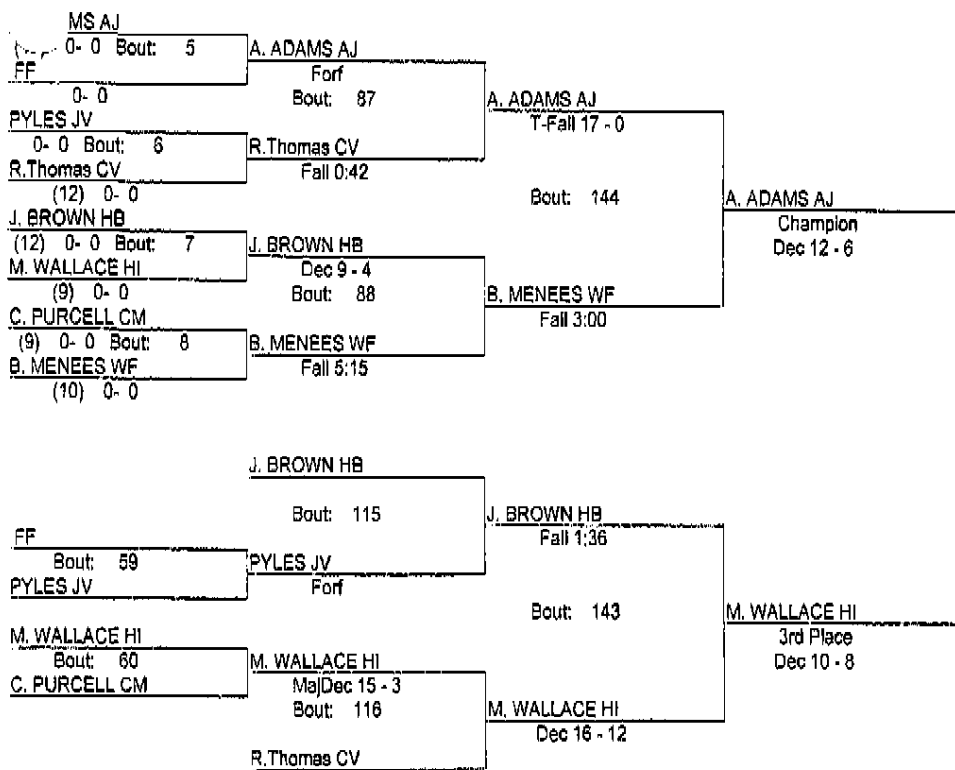 MS AJ
0- 0 Bout: 5
FF
0- 0
PYLES JV
0- 0 Bout: 6
R.Thomas CV
(12) 0- 0
J. BROWN HB
(12) 0- 0 Bout: 7
M. WALLACE HI
(9) 0- 0
C. PURCELL CM
(9) 0- 0 Bout: 8
B. MENEES WF
(10) 0- 0
A. ADAMS AJ
Forf
Bout: 87
R.Thomas CV
Fall 0:42
J. BROWN HB
Dec 9 - 4
Bout: 88
B. MENEES WF
Fall 5:15
A. ADAMS AJ
T-Fall 17 - 0
Bout: 144
B. MENEES WF
Fall 3:00
A. ADAMS AJ
Champion
Dec 12 - 6
FF
Bout: 59
PYLES JV
M. WALLACE HI
Bout: 60
C. PURCELL CM
J. BROWN HB
Bout: 115
PYLES JV
Forf
M. WALLACE HI
MajDec 15 - 3
Bout: 116
R.Thomas CV
J. BROWN HB
Fall 1:36
Bout: 143
M. WALLACE HI
Dec 16 - 12
M. WALLACE HI
3rd Place
Dec 10 - 8